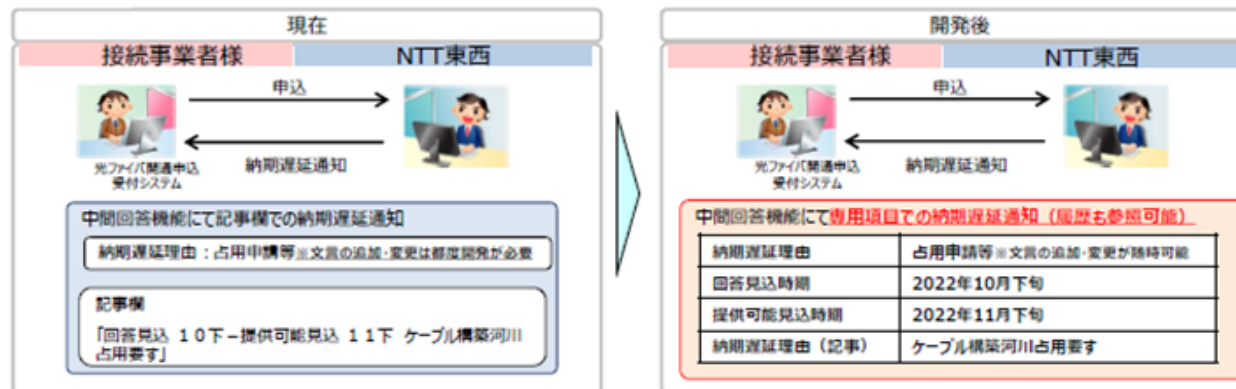 現在
接続事業者様
NTT東西
申込
納期遅延通知
光ファイバ開通申込
受付システム
中間回答機能にて記事欄での納期遅延通知
納期遅延理由：占用申請等※文言の追加・変更は都度開発が必要
記事欄
「回答見込 １０下－提供可能見込 １１下 ケーブル構築河川
占用要す」
開発後
接続事業者様
NTT東西
申込
納期遅延通知
光ファイバ開通申込
受付システム
中間回答機能にて専用項目での納期遅延通知（履歴も参照可能）
納期遅延理由 占用申請等※文言の追加・変更が随時可能
回答見込時期 2022年10月下旬
提供可能見込時期 2022年11月下旬
納期遅延理由（記事） ケーブル構築河川占用要す